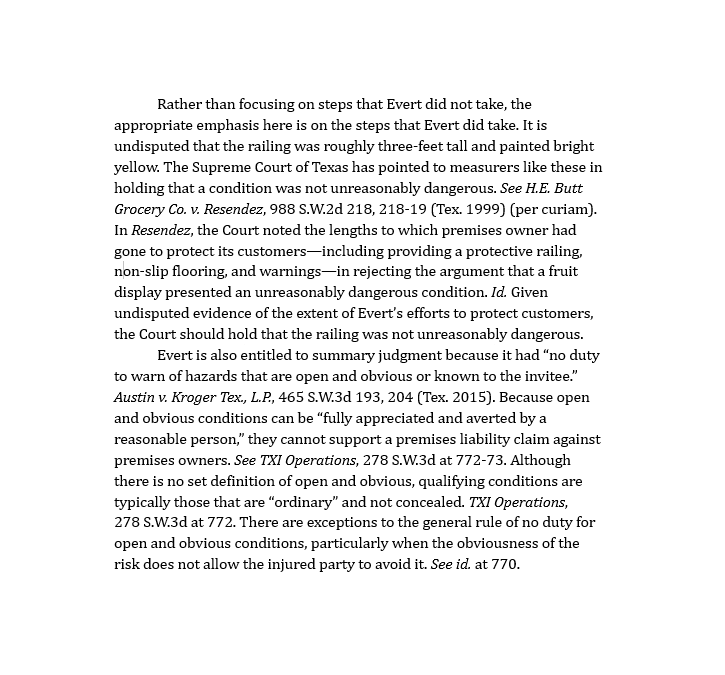 Rather than focusing on steps that Evert did not take, the
appropriate emphasis here is on the steps that Evert did take. It is
undisputed that the railing was roughly three-feet tall and painted bright
yellow. The Supreme Court of Texas has pointed to measurers like these in
holding that a condition was not unreasonably dangerous. See H.E. Butt
Grocery Co. v. Resendez, 988 S.W.2d 218, 218-19 (Tex. 1999) (per curiam).
In Resendez, the Court noted the lengths to which premises owner had
gone to protect its customers—including providing a protective railing,
non-slip flooring, and warnings—in rejecting the argument that a fruit
display presented an unreasonably dangerous condition. Id. Given
undisputed evidence of the extent of Evert’s efforts to protect customers,
the Court should hold that the railing was not unreasonably dangerous.
Evert is also entitled to summary judgment because it had “no duty
to warn of hazards that are open and obvious or known to the invitee.”
Austin v. Kroger Tex., L.P., 465 S.W.3d 193, 204 (Tex. 2015). Because open
and obvious conditions can be “fully appreciated and averted by a
reasonable person,” they cannot support a premises liability claim against
premises owners. See TXI Operations, 278 S.W.3d at 772-73. Although
there is no set definition of open and obvious, qualifying conditions are
typically those that are “ordinary” and not concealed. TXI Operations,
278 S.W.3d at 772. There are exceptions to the general rule of no duty for
open and obvious conditions, particularly when the obviousness of the
risk does not allow the injured party to avoid it. See id. at 770.